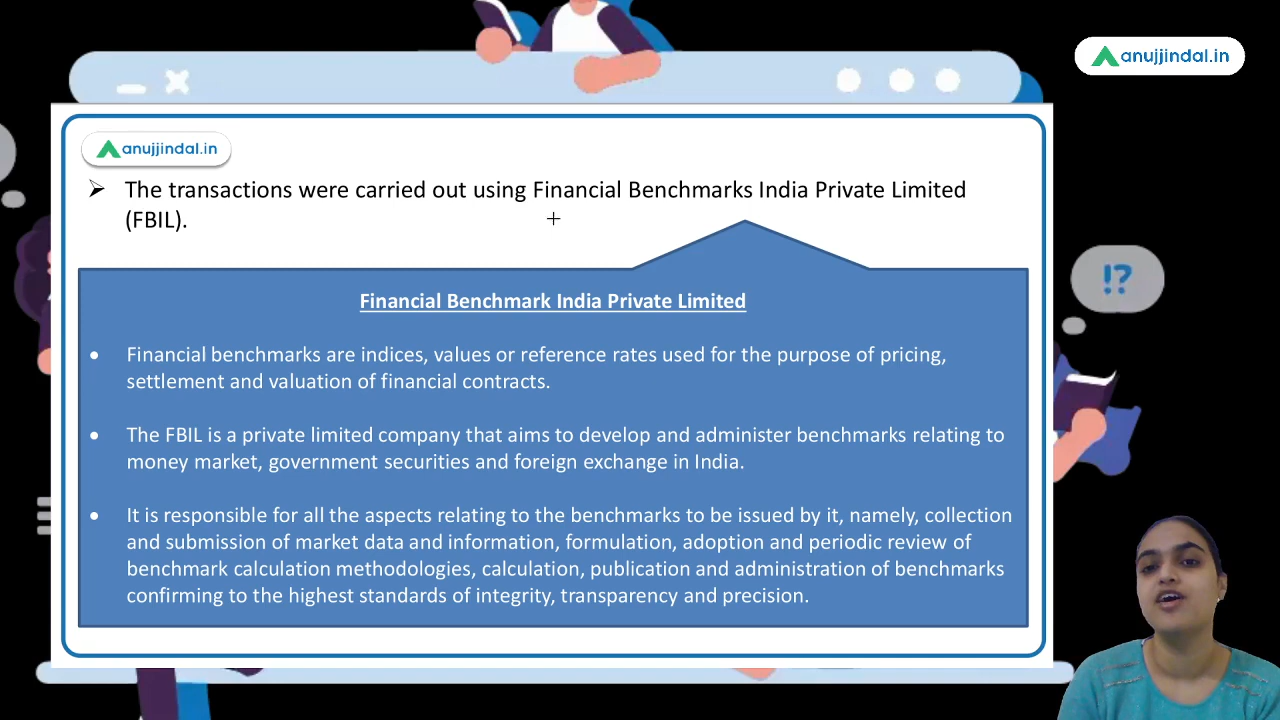 anujjindal.in
anujjindal.in
➢ The transactions were carried out using Financial Benchmarks India Private Limited
(FBIL).
Financial Benchmark India Private Limited
• Financial benchmarks are indices, values or reference rates used for the purpose of pricing,
settlement and valuation of financial contracts.
• The FBIL is a private limited company that aims to develop and administer benchmarks relating to
money market, government securities and foreign exchange in India.
• It is responsible for all the aspects relating to the benchmarks to be issued by it, namely, collection
and submission of market data and information, formulation, adoption and periodic review of
benchmark calculation methodologies, calculation, publication and administration of benchmarks
confirming to the highest standards of integrity, transparency and precision.
!?